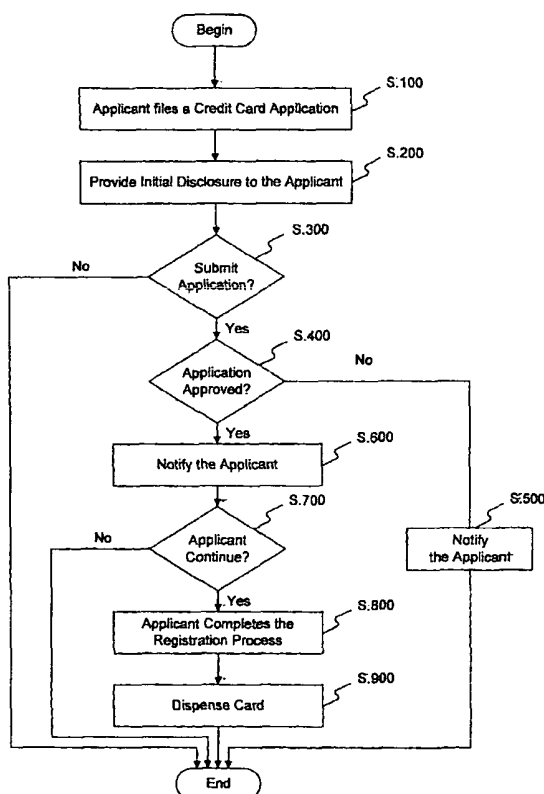 Begin
S.100
Applicant files a Credit Card Application
S.200
Provide Initial Disclosure to the Applicant
S.300
No
Submit
Application?
Yes
S.400
No
Application
Approved?
Yes
S.600
Notify the Applicant
S.700
S.500
No
Applicant
Continue?
Notify
the Applicant
Yes
S.800
Applicant Completes the
Registration Process
S.900
Dispense Card
End